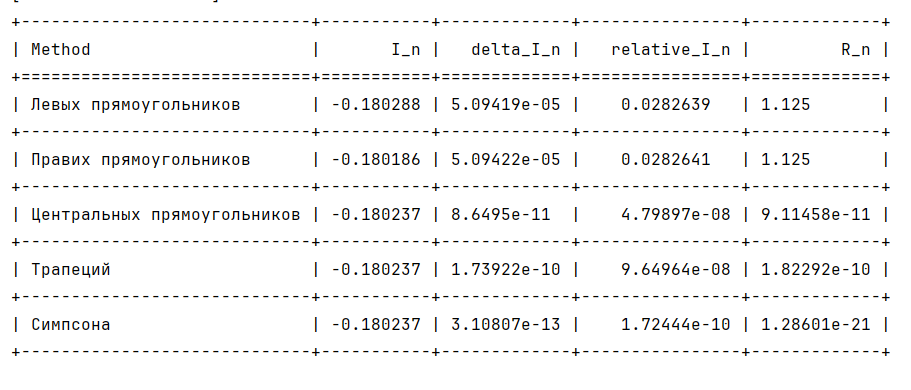 +-----------------------------+-----------+-------------+----------------+-------------+
| Method                      |       I_n |   delta_I_n |   relative_I_n |         R_n |
+=============================+===========+=============+================+=============+
| Левых прямоугольников       | -0.180288 | 5.09419e-05 |    0.0282639   | 1.125       |
+-----------------------------+-----------+-------------+----------------+-------------+
| Правих прямоугольников      | -0.180186 | 5.09422e-05 |    0.0282641   | 1.125       |
+-----------------------------+-----------+-------------+----------------+-------------+
| Центральных прямоугольников | -0.180237 | 8.6495e-11  |    4.79897e-08 | 9.11458e-11 |
+-----------------------------+-----------+-------------+----------------+-------------+
| Трапеций                    | -0.180237 | 1.73922e-10 |    9.64964e-08 | 1.82292e-10 |
+-----------------------------+-----------+-------------+----------------+-------------+
| Симпсона                    | -0.180237 | 3.10807e-13 |    1.72444e-10 | 1.28601e-21 |
+-----------------------------+-----------+-------------+----------------+-------------+